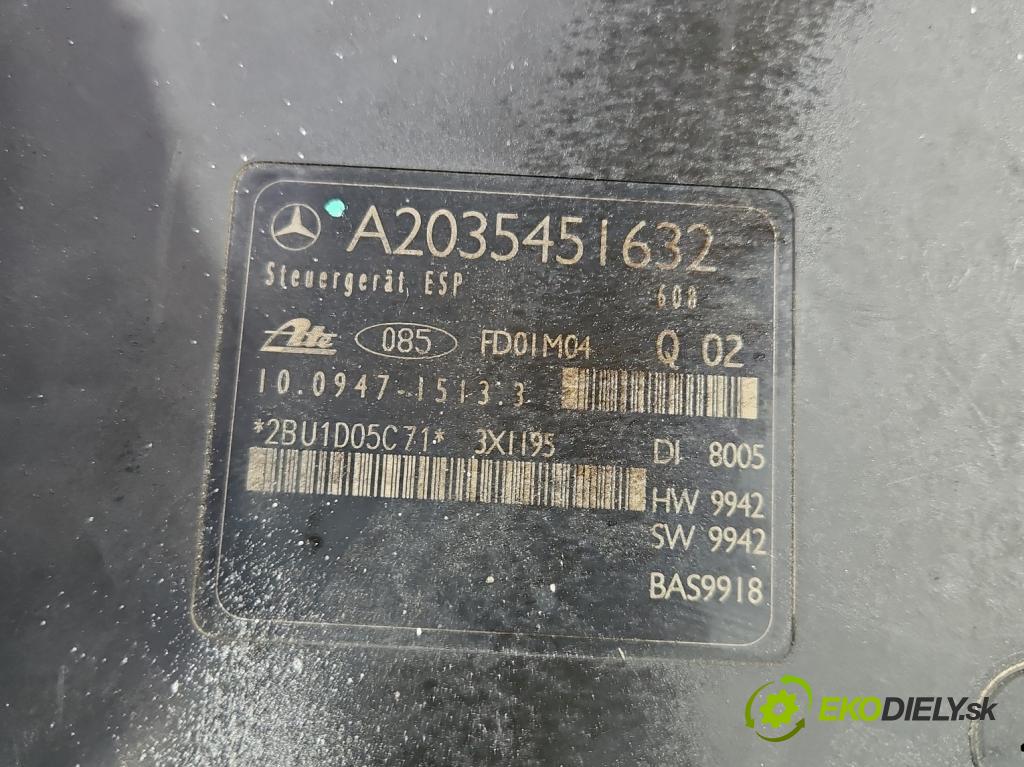 A2035451632
Steuergerät, ESP 608
Ate 085 FD01M04 Q 02
10.0947-1513.3
*2BU1D05C71* 3X1195 DI 8005
HW 9942
SW 9942
BAS9918
EKODIELY.sk